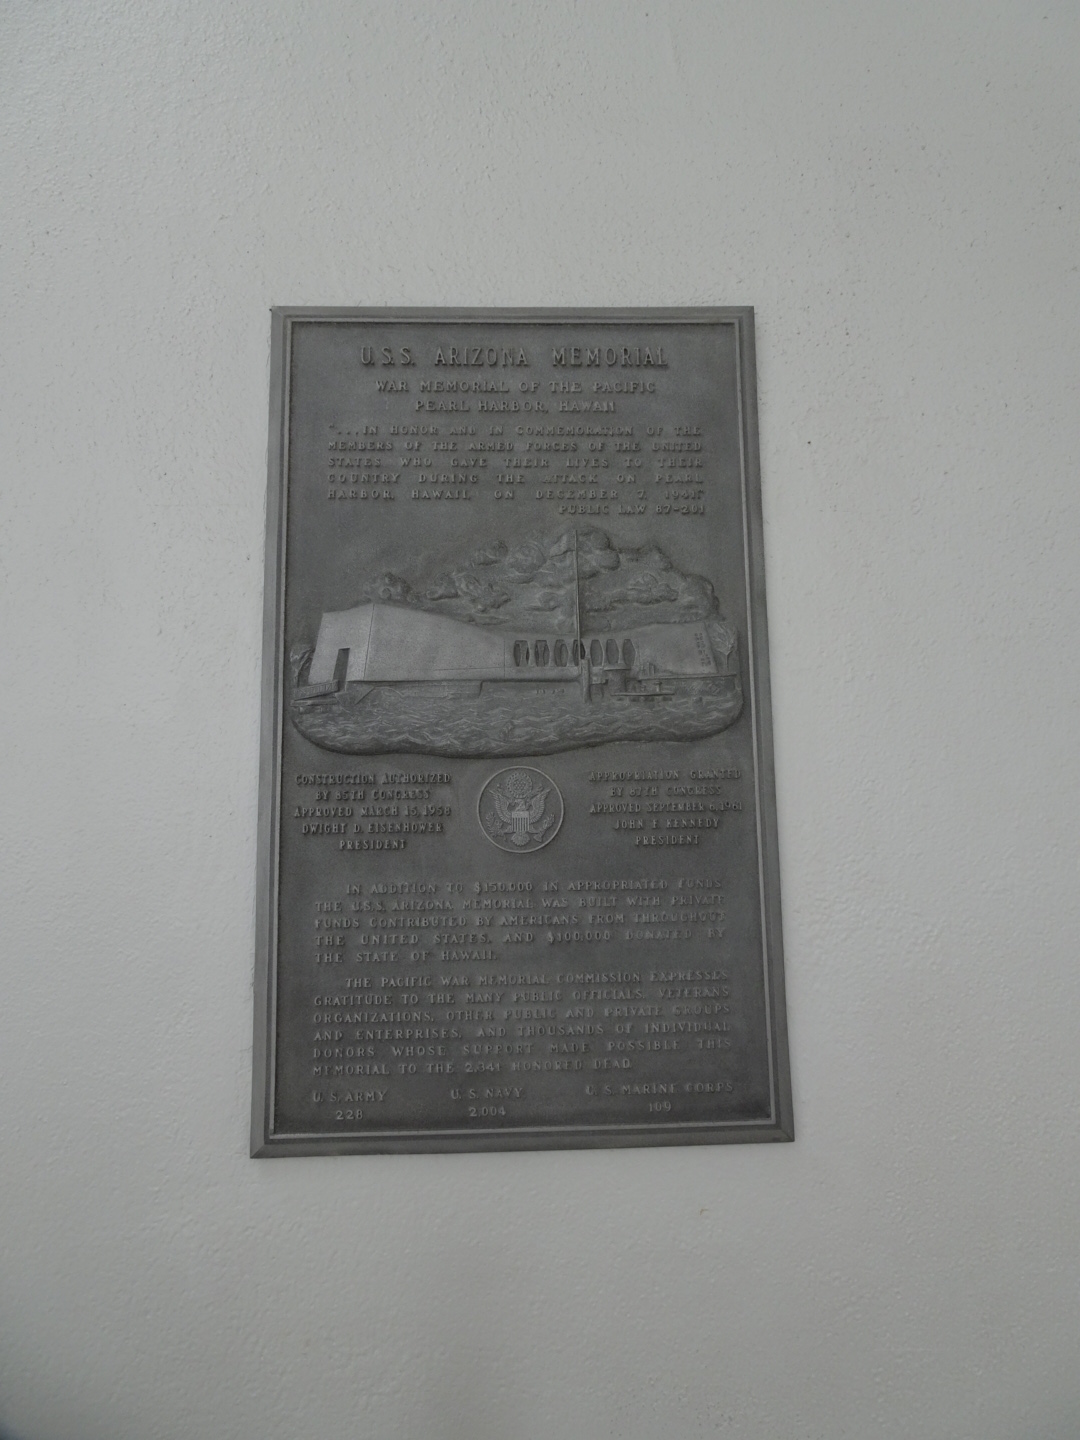 U.S.S. ARIZONA MEMORIAL
WAR MEMORIAL OF THE PACIFIC
PEARL HARBOR, HAWAII
"...IN HONOR AND IN COMMEMORATION OF THE
MEMBERS OF THE ARMED FORCES OF THE UNITED
STATES WHO GAVE THEIR LIVES TO THEIR
COUNTRY DURING THE ATTACK ON PEARL
HARBOR, HAWAII, ON DECEMBER 7, 1941."
PUBLIC LAW 87-201
CONSTRUCTION AUTHORIZED
BY 85TH CONGRESS
APPROVED MARCH 15, 1958
DWIGHT D. EISENHOWER
PRESIDENT
APPROPRIATION GRANTED
BY 87TH CONGRESS
APPROVED SEPTEMBER 6, 1961
JOHN F. KENNEDY
PRESIDENT
IN ADDITION TO $150,000 IN APPROPRIATED FUNDS
THE U.S.S. ARIZONA MEMORIAL WAS BUILT WITH PRIVATE
FUNDS CONTRIBUTED BY AMERICANS FROM THROUGHOUT
THE UNITED STATES, AND $100,000 DONATED BY
THE STATE OF HAWAII.
THE PACIFIC WAR MEMORIAL COMMISSION EXPRESSES
GRATITUDE TO THE MANY PUBLIC OFFICIALS, VETERANS
ORGANIZATIONS, OTHER PUBLIC AND PRIVATE GROUPS
AND ENTERPRISES, AND THOUSANDS OF INDIVIDUAL
DONORS WHOSE SUPPORT MADE POSSIBLE THIS
MEMORIAL TO THE 2,341 HONORED DEAD.
U.S. ARMY U.S. NAVY U.S. MARINE CORPS
228 2,004 109